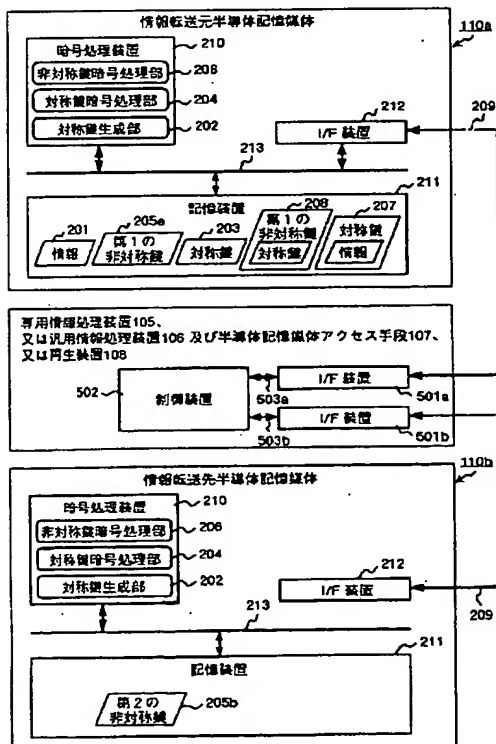 情報転送元半導体記憶媒体
110a
暗号処理装置
210
非対称鍵暗号処理部
208
対称鍵暗号処理部
204
対称鍵生成部
202
212
209
I/F 装置
213
211
記憶装置
201
情報
205a
第1の
非対称鍵
203
対称鍵
208
第1の
非対称鍵
対称鍵
207
対称鍵
情報
専用情報処理装置105、
又は汎用情報処理装置106 及び半導体記憶媒体アクセス手段107、
又は再生装置108
502
制御装置
503a
I/F 装置
501a
503b
I/F 装置
501b
情報転送先半導体記憶媒体
110b
暗号処理装置
210
非対称鍵暗号処理部
206
対称鍵暗号処理部
204
対称鍵生成部
202
212
I/F 装置
209
213
211
記憶装置
第2の
非対称鍵
205b